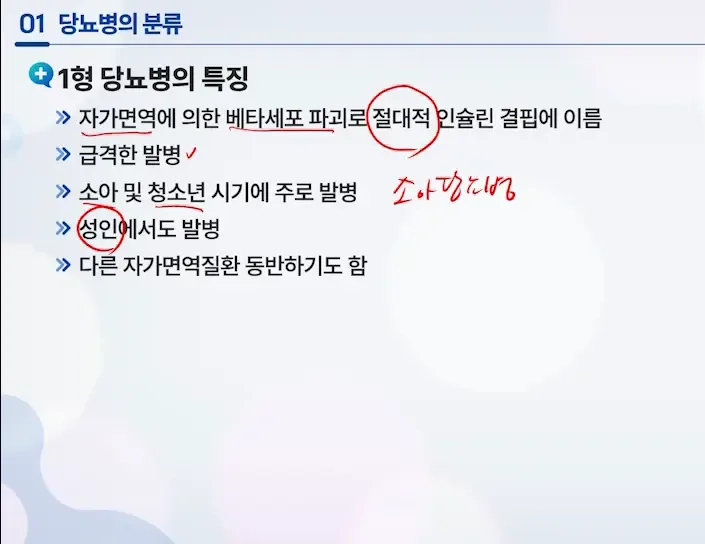 01 당뇨병의 분류
1형 당뇨병의 특징
자가면역에 의한 베타세포 파괴로 절대적 인슐린 결핍에 이름
급격한 발병
소아 및 청소년 시기에 주로 발병 소아당뇨병
성인에서도 발병
다른 자가면역질환 동반하기도 함